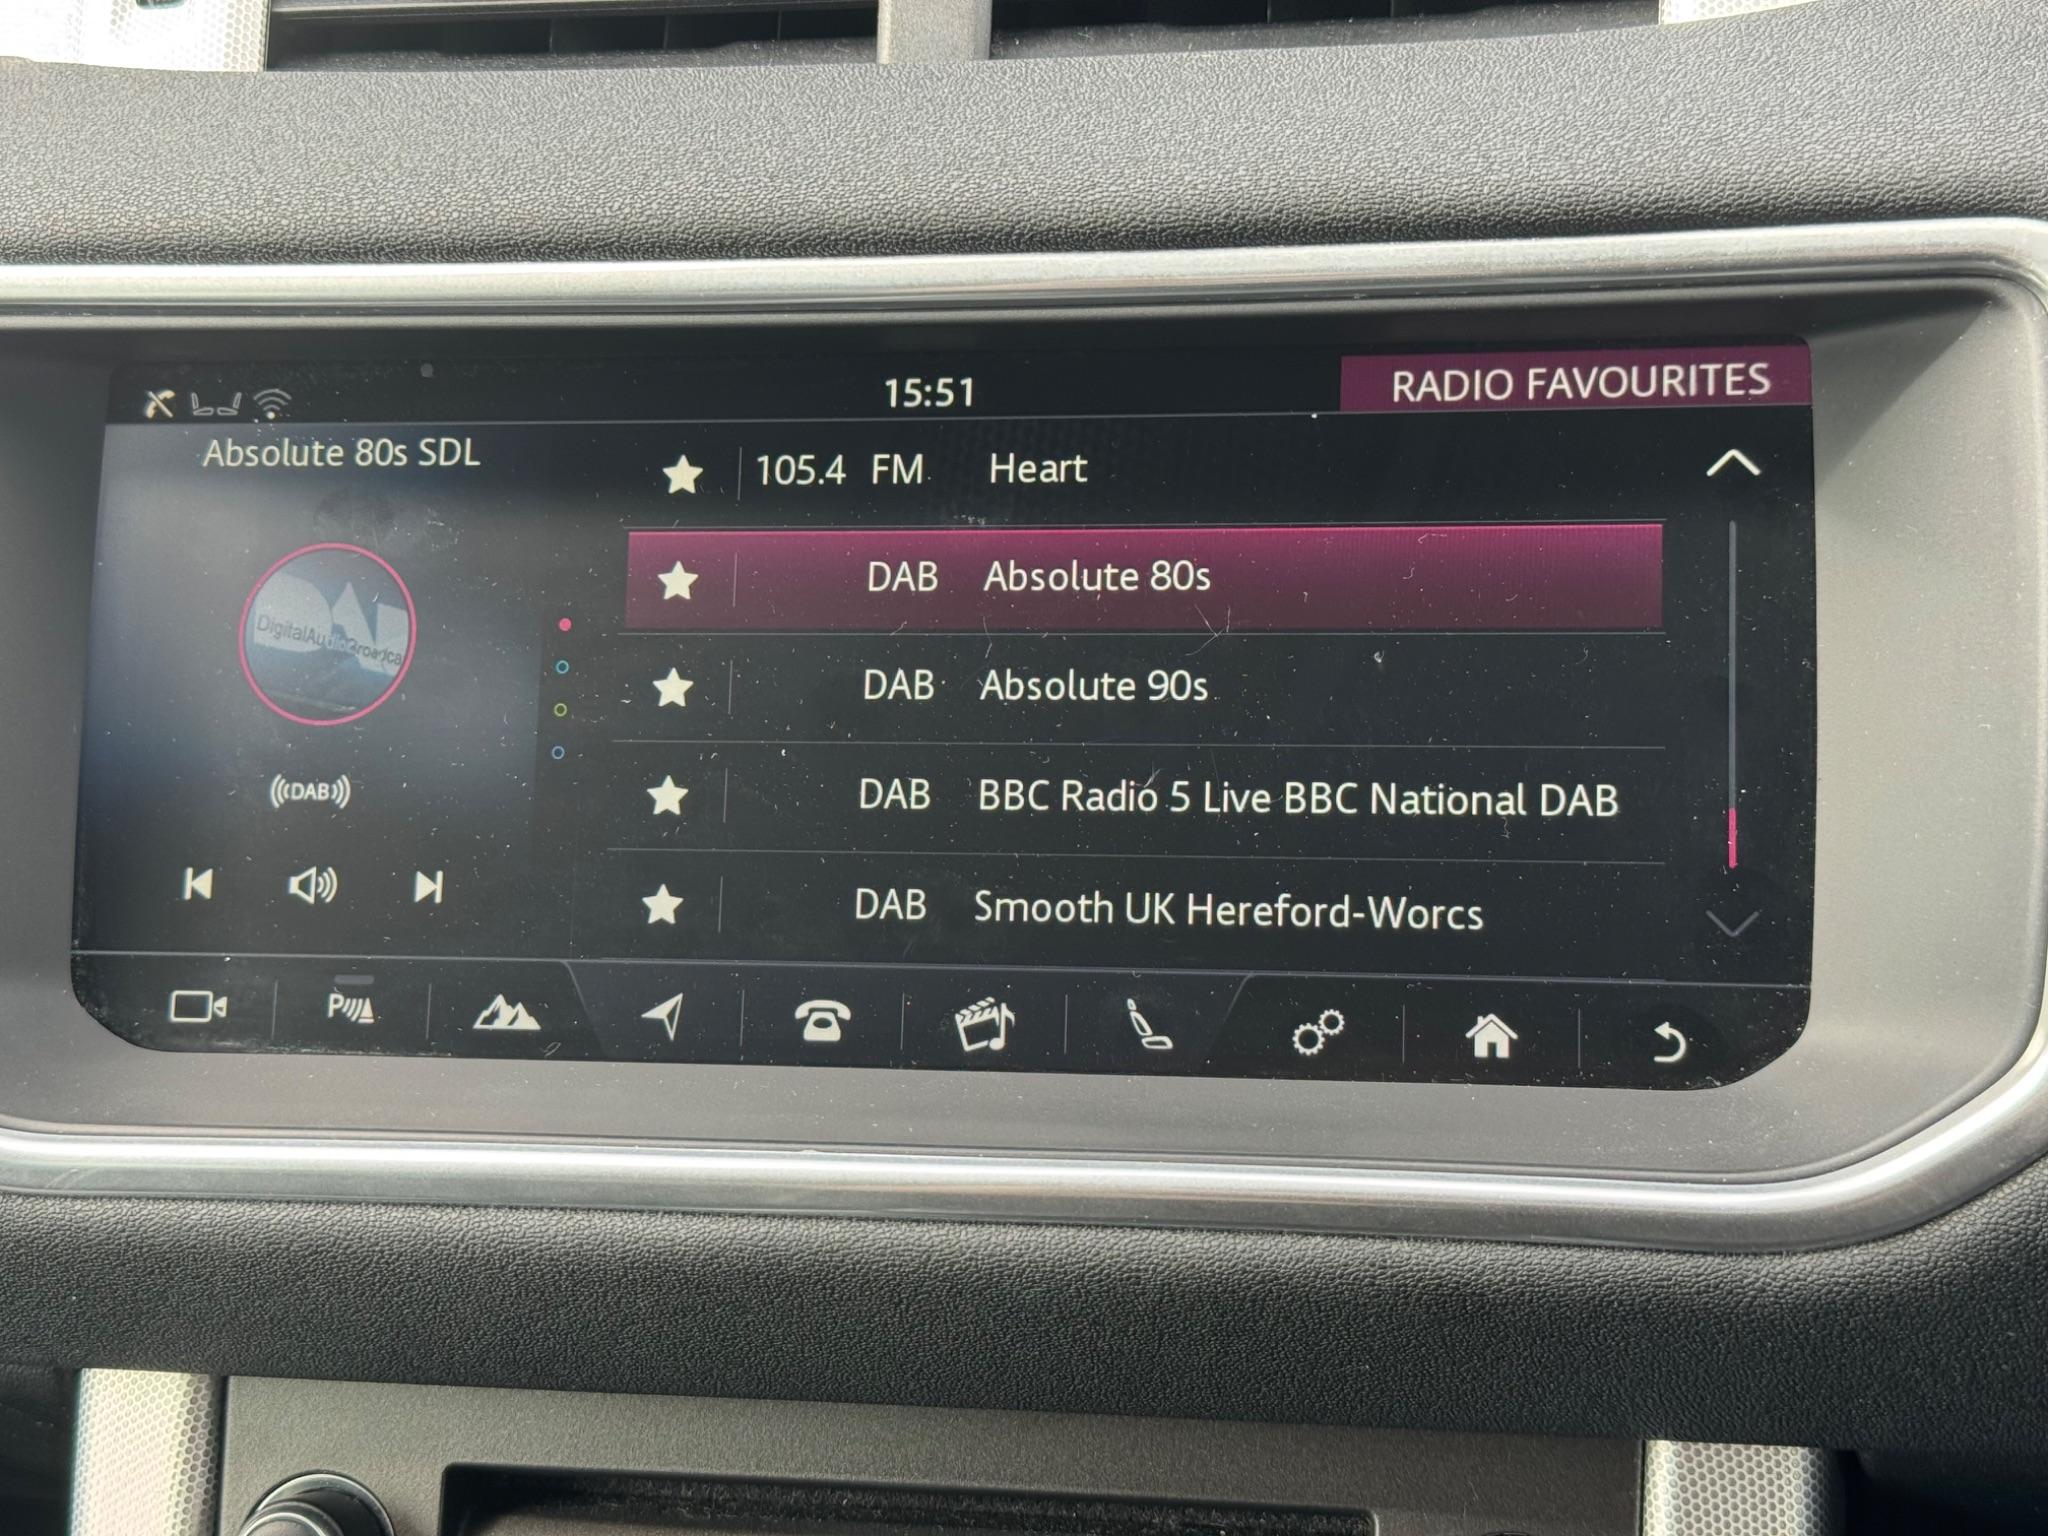 15:51
RADIO FAVOURITES
Absolute 80s SDL
105.4 FM Heart
DAB Absolute 80s
DAB Absolute 90s
DAB BBC Radio 5 Live BBC National DAB
DAB Smooth UK Hereford-Worcs
DAB
P